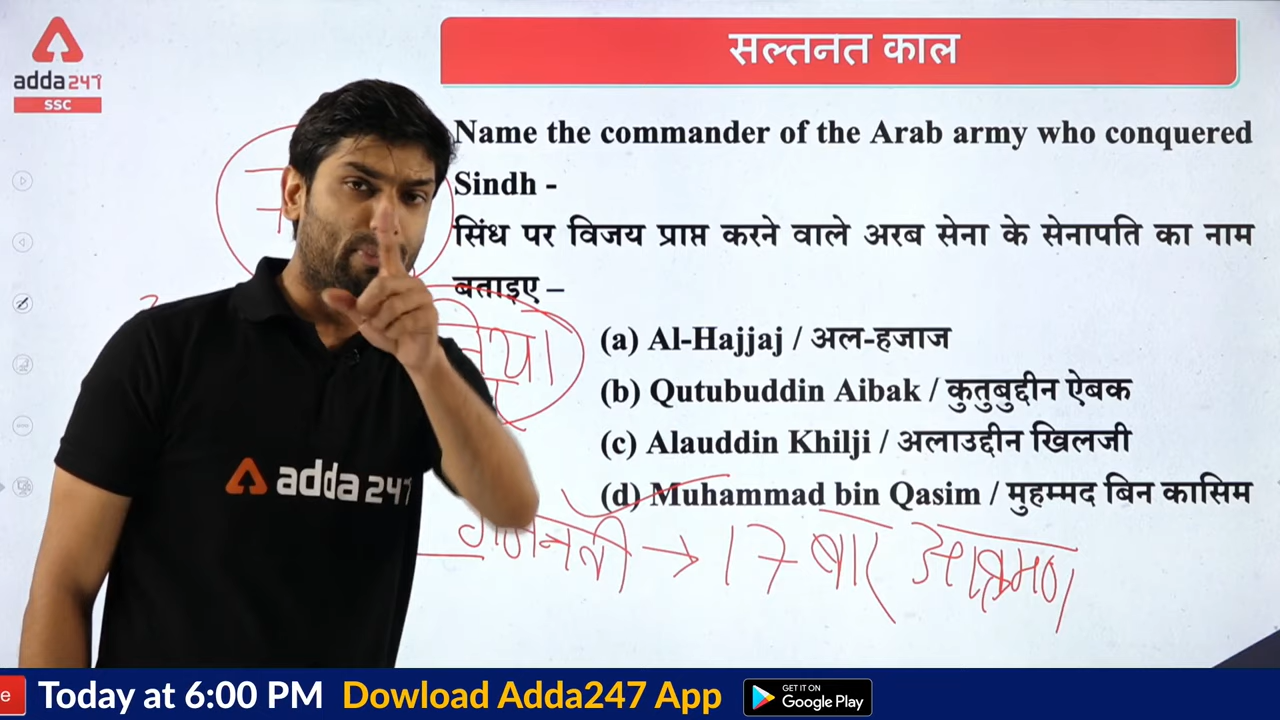 adda247
SSC
सल्तनत काल
Name the commander of the Arab army who conquered
Sindh -
सिंध पर विजय प्राप्त करने वाले अरब सेना के सेनापति का नाम
बताइए –
(a) Al-Hajjaj / अल-हजाज
(b) Qutubuddin Aibak / कुतुबुद्दीन ऐबक
(c) Alauddin Khilji / अलाउद्दीन खिलजी
(d) Muhammad bin Qasim / मुहम्मद बिन कासिम
→ 17 बार आक्रमण
adda247
e
Today at 6:00 PM Dowload Adda247 App
GET IT ON
Google Play